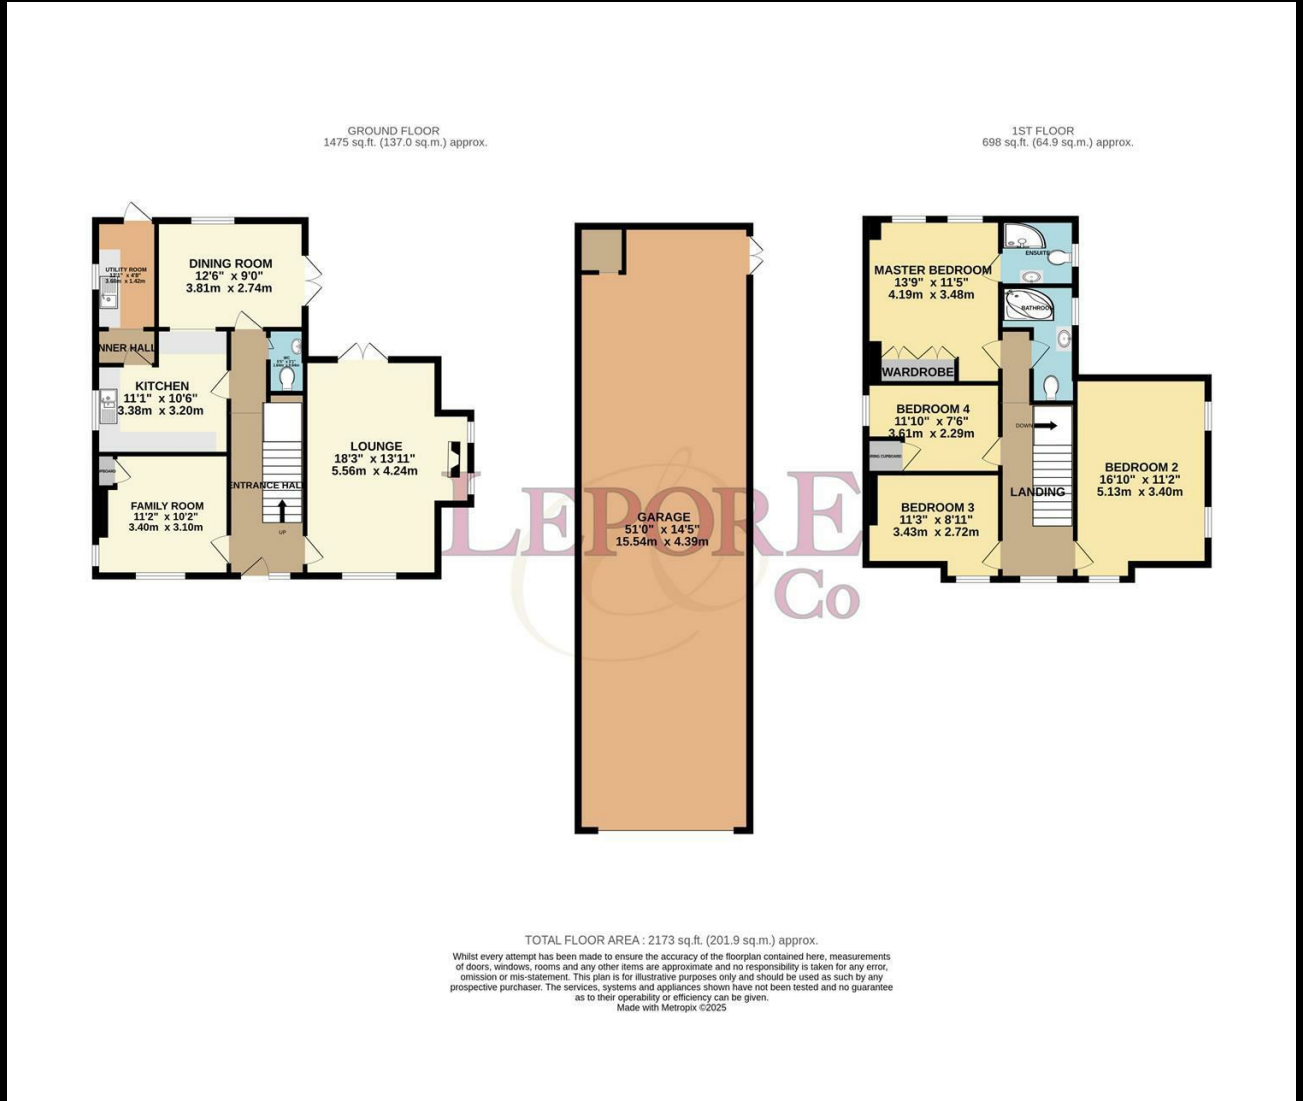 GROUND FLOOR
1475 sq.ft. (137.0 sq.m.) approx.
1ST FLOOR
698 sq.ft. (64.9 sq.m.) approx.
UTILITY ROOM
12'1" x 4'8"
3.68m x 1.42m
DINING ROOM
12'6" x 9'0"
3.81m x 2.74m
NNER HALL
WC
KITCHEN
11'1" x 10'6"
3.38m x 3.20m
LOUNGE
18'3" x 13'11"
5.56m x 4.24m
FAMILY ROOM
11'2" x 10'2"
3.40m x 3.10m
ENTRANCE HALL
UP
GARAGE
51'0" x 14'5"
15.54m x 4.39m
LEPORE
& Co
MASTER BEDROOM
13'9" x 11'5"
4.19m x 3.48m
ENSUITE
BATHROOM
WARDROBE
BEDROOM 4
11'10" x 7'6"
3.61m x 2.29m
CUPBOARD
DOWN
LANDING
BEDROOM 2
16'10" x 11'2"
5.13m x 3.40m
BEDROOM 3
11'3" x 8'11"
3.43m x 2.72m
TOTAL FLOOR AREA : 2173 sq.ft. (201.9 sq.m.) approx.
Whilst every attempt has been made to ensure the accuracy of the floorplan contained here, measurements
of doors, windows, rooms and any other items are approximate and no responsibility is taken for any error,
omission or mis-statement. This plan is for illustrative purposes only and should be used as such by any
prospective purchaser. The services, systems and appliances shown have not been tested and no guarantee
as to their operability or efficiency can be given.
Made with Metropix ©2025